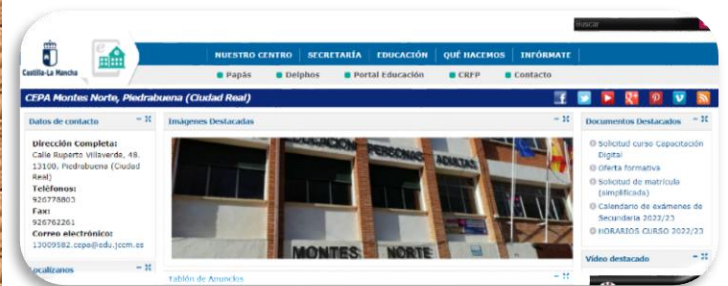 Buscar
Castilla-La Mancha
NUESTRO CENTRO SECRETARÍA EDUCACIÓN QUÉ HACEMOS INFÓRMATE
Papás Delphos Portal Educación CRFP Contacto
CEPA Montes Norte, Piedrabuena (Ciudad Real)
Datos de contacto
Dirección Completa:
Calle Ruperto Villaverde, 48.
13100, Piedrabuena (Ciudad
Real)
Teléfonos:
926778803
Fax:
926762261
Correo electrónico:
13009582.cepa@edu.jccm.es
Localízanos
Imágenes Destacadas
EDUCACIÓN PERSONAS ADULTAS
MONTES NORTE
Tablón de Anuncios
Documentos Destacados
Solicitud curso Capacitación
Digital
Oferta formativa
Solicitud de matrícula
(simplificada)
Calendario de exámenes de
Secundaria 2022/23
HORARIOS CURSO 2022/23
Vídeo destacado